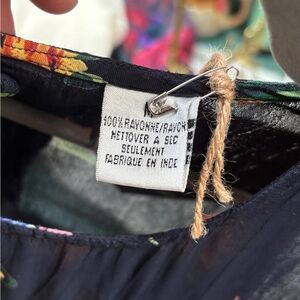 100% RAYONNE/RAYON
NETTOYER A SEC
SEULEMENT
FABRIQUE EN INDE